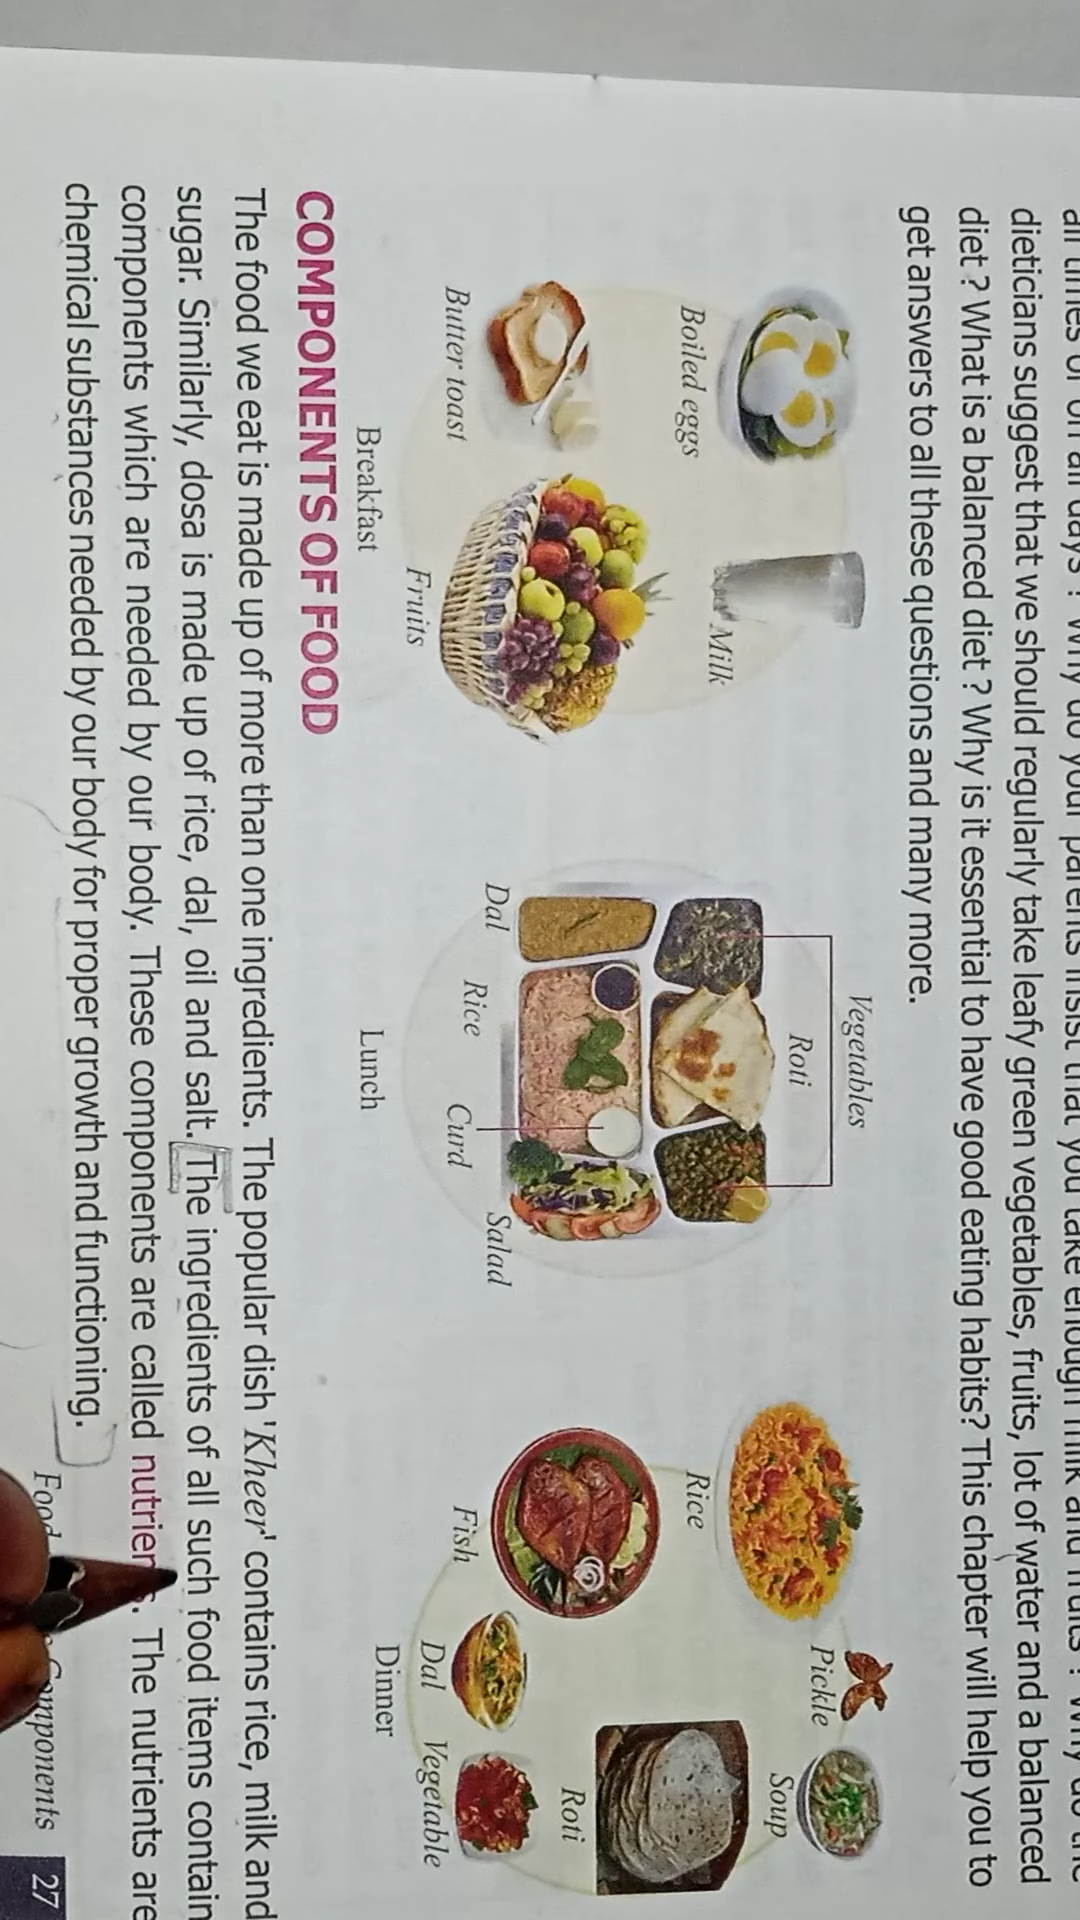 dieticians suggest that we should regularly take leafy green vegetables, fruits, lot of water and a balanced
diet ? What is a balanced diet ? Why is it essential to have good eating habits? This chapter will help you to
get answers to all these questions and many more.
Boiled eggs
Milk
Butter toast
Fruits
Breakfast
Vegetables
Roti
Dal
Rice
Curd
Salad
Lunch
Rice
Pickle
Soup
Fish
Roti
Dal
Vegetable
Dinner
COMPONENTS OF FOOD
The food we eat is made up of more than one ingredients. The popular dish 'Kheer' contains rice, milk and
sugar. Similarly, dosa is made up of rice, dal, oil and salt. The ingredients of all such food items contain
components which are needed by our body. These components are called The nutrients are
chemical substances needed by our body for proper growth and functioning.
Food
27